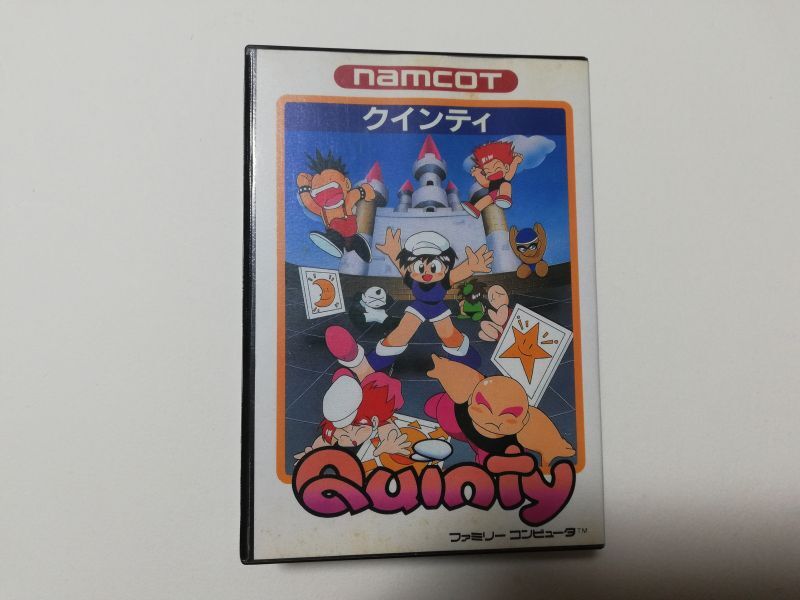 namcot
クインティ
Quinty
ファミリー コンピュータ™